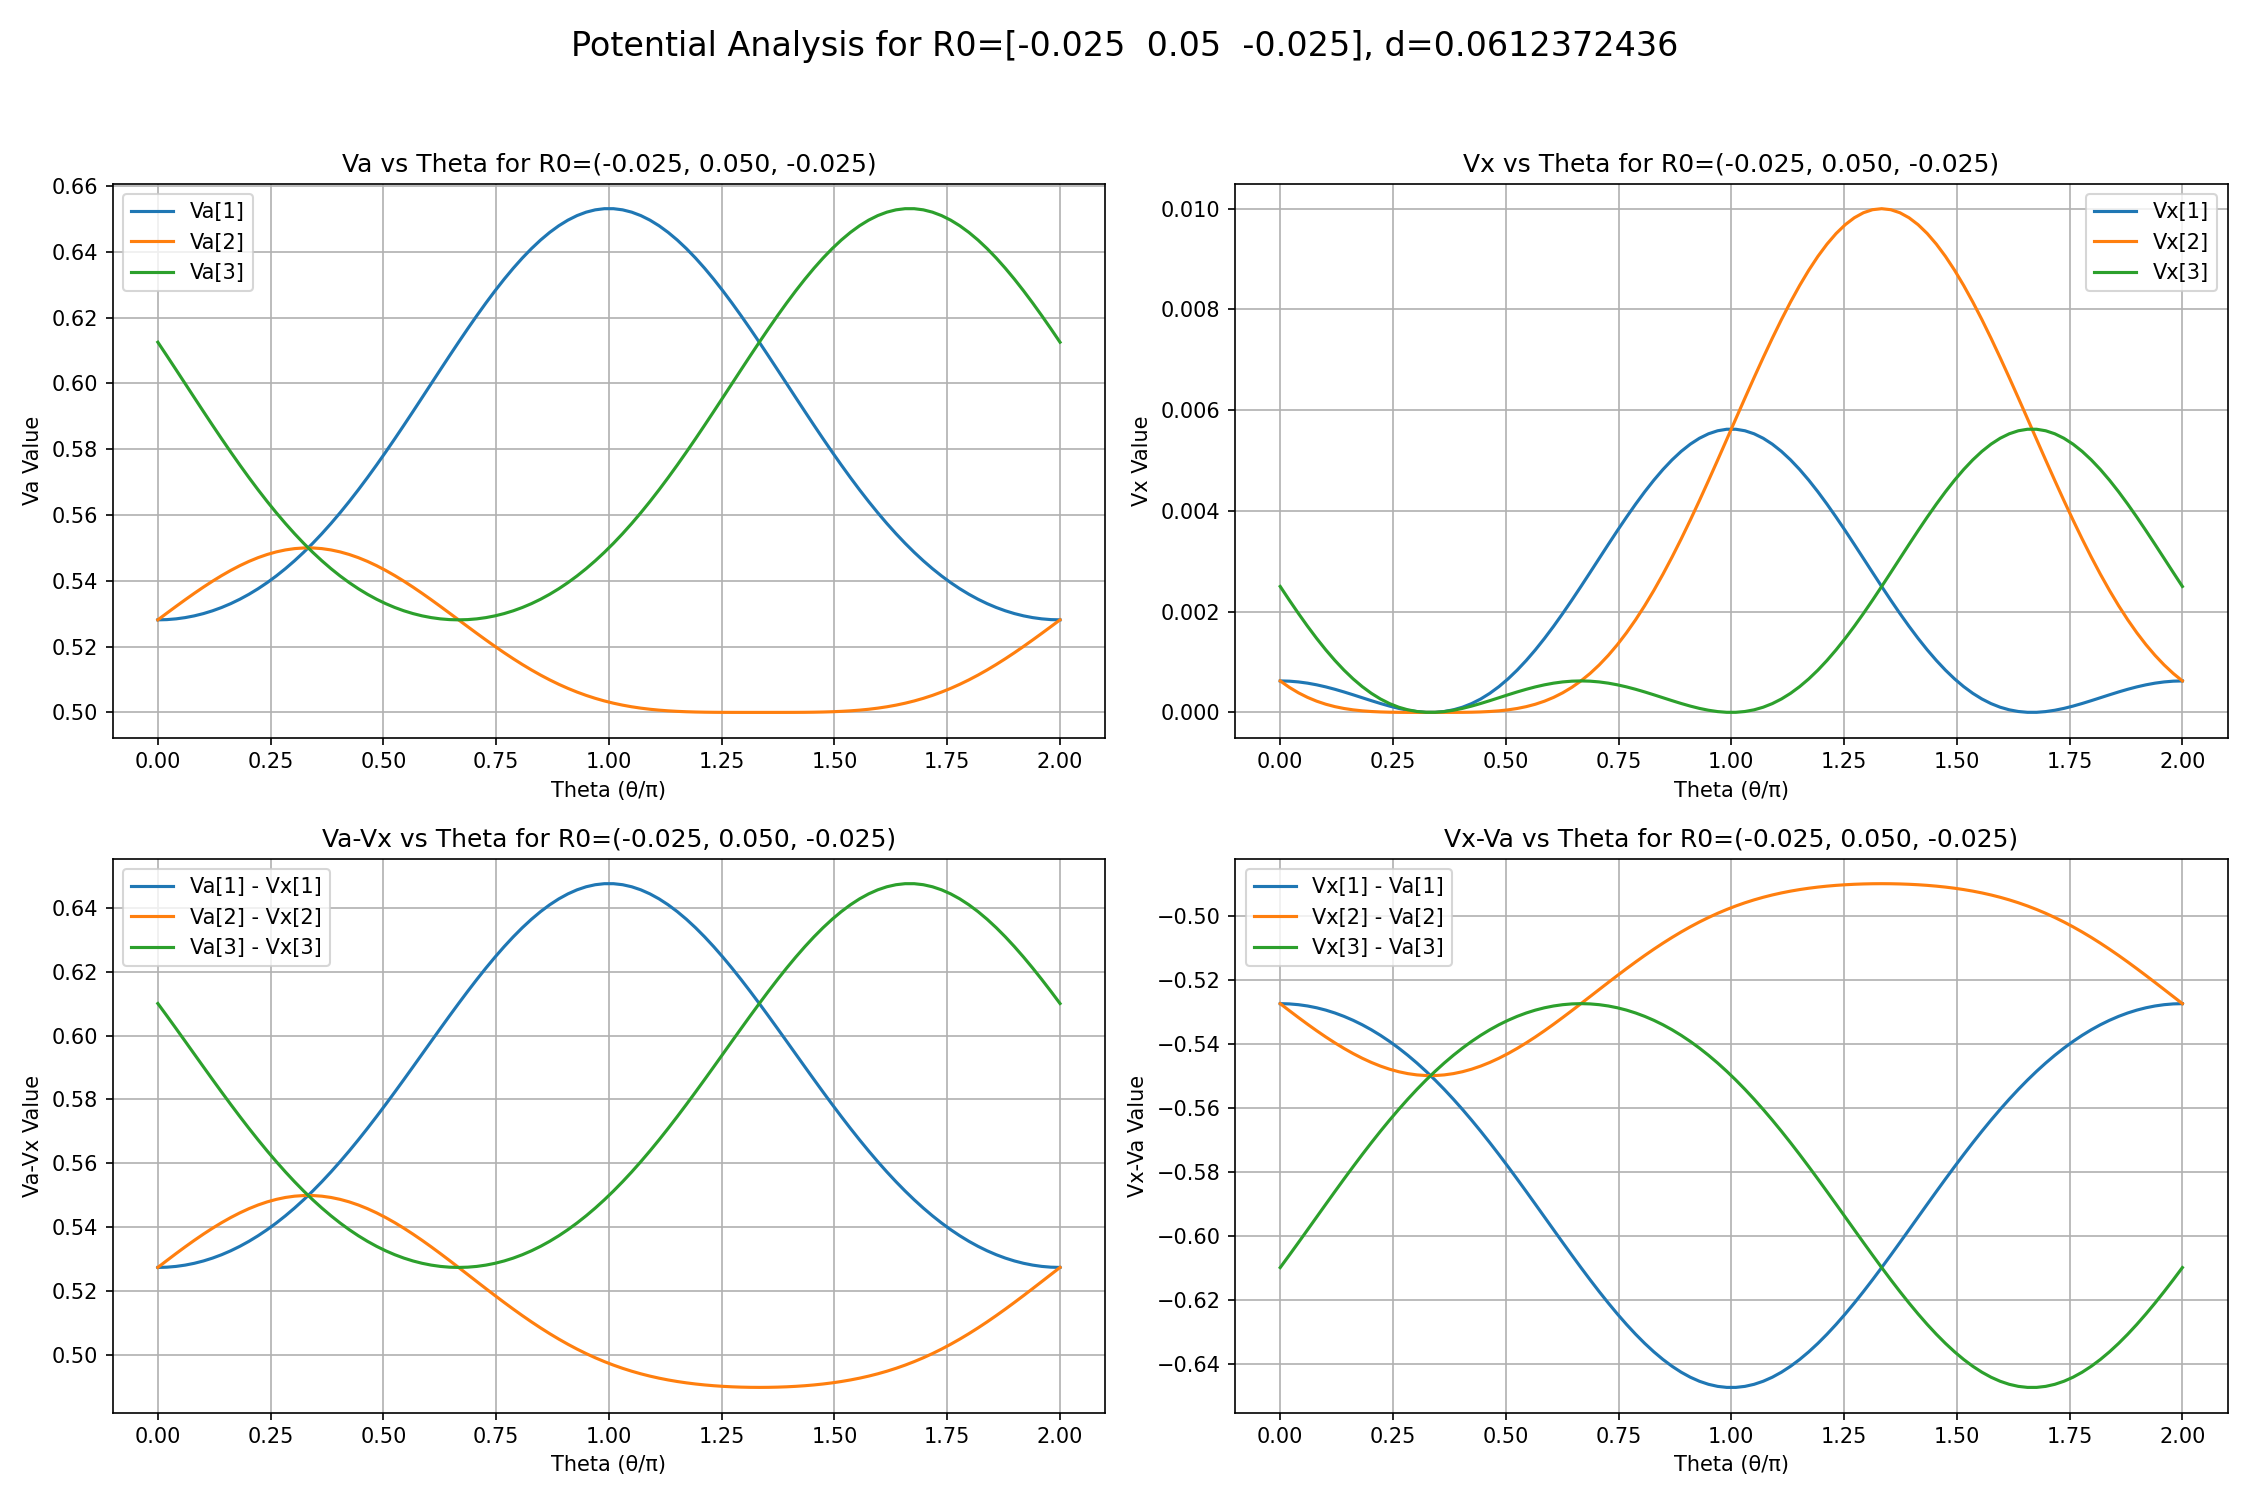 Potential Analysis for R0=[-0.025  0.05  -0.025], d=0.0612372436
Va vs Theta for R0=(-0.025, 0.050, -0.025)
Va[1]
Va[2]
Va[3]
0.66
0.64
0.62
0.60
0.58
0.56
0.54
0.52
0.50
Va Value
0.00 0.25 0.50 0.75 1.00 1.25 1.50 1.75 2.00
Theta (θ/π)
Vx vs Theta for R0=(-0.025, 0.050, -0.025)
Vx[1]
Vx[2]
Vx[3]
0.010
0.008
0.006
0.004
0.002
0.000
Vx Value
0.00 0.25 0.50 0.75 1.00 1.25 1.50 1.75 2.00
Theta (θ/π)
Va-Vx vs Theta for R0=(-0.025, 0.050, -0.025)
Va[1] - Vx[1]
Va[2] - Vx[2]
Va[3] - Vx[3]
0.64
0.62
0.60
0.58
0.56
0.54
0.52
0.50
Va-Vx Value
0.00 0.25 0.50 0.75 1.00 1.25 1.50 1.75 2.00
Theta (θ/π)
Vx-Va vs Theta for R0=(-0.025, 0.050, -0.025)
Vx[1] - Va[1]
Vx[2] - Va[2]
Vx[3] - Va[3]
−0.50
−0.52
−0.54
−0.56
−0.58
−0.60
−0.62
−0.64
Vx-Va Value
0.00 0.25 0.50 0.75 1.00 1.25 1.50 1.75 2.00
Theta (θ/π)